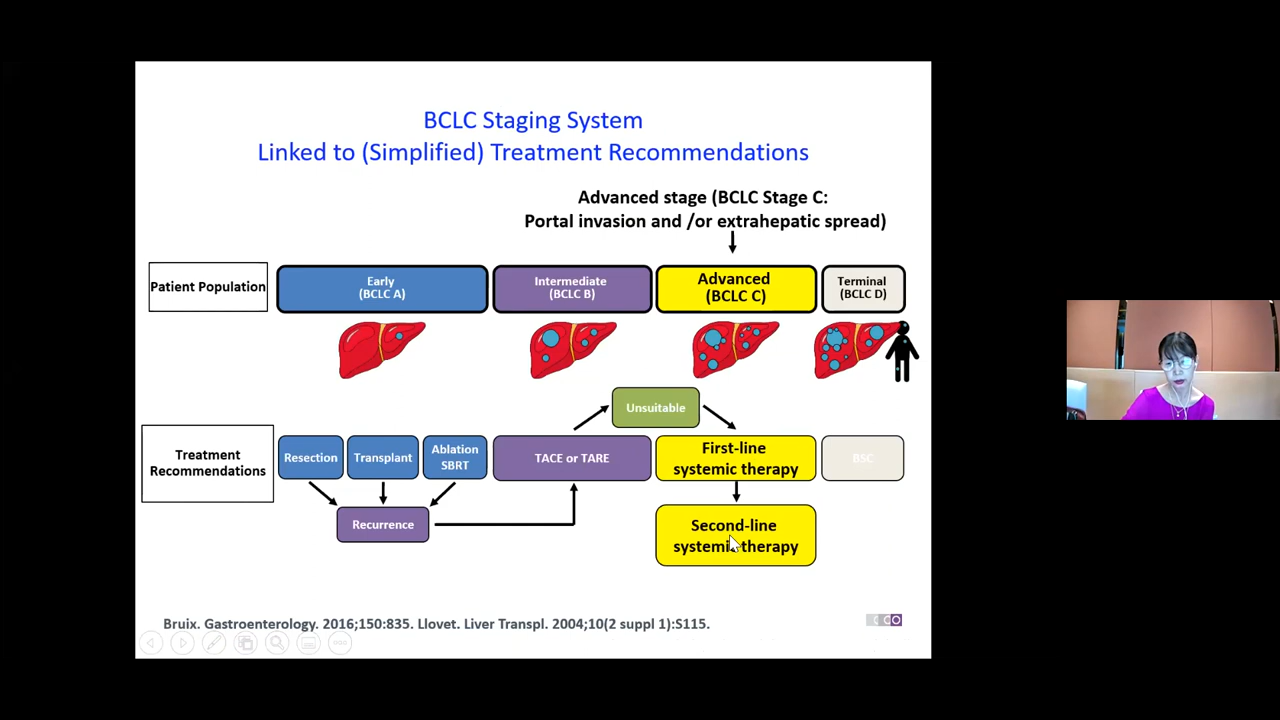 BCLC Staging System
Linked to (Simplified) Treatment Recommendations
Advanced stage (BCLC Stage C:
Portal invasion and /or extrahepatic spread)
Patient Population
Early
(BCLC A)
Intermediate
(BCLC B)
Advanced
(BCLC C)
Terminal
(BCLC D)
Unsuitable
Treatment
Recommendations
Resection
Transplant
Ablation
SBRT
TACE or TARE
First-line
systemic therapy
BSC
Recurrence
Second-line
systemic therapy
Bruix. Gastroenterology. 2016;150:835. Llovet. Liver Transpl. 2004;10(2 suppl 1):S115.